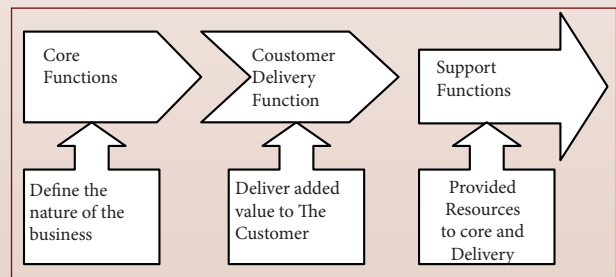 Core
Functions
Coustomer
Delivery
Function
Support
Functions
Define the
nature of the
business
Deliver added
value to The
Customer
Provided
Resources
to core and
Delivery